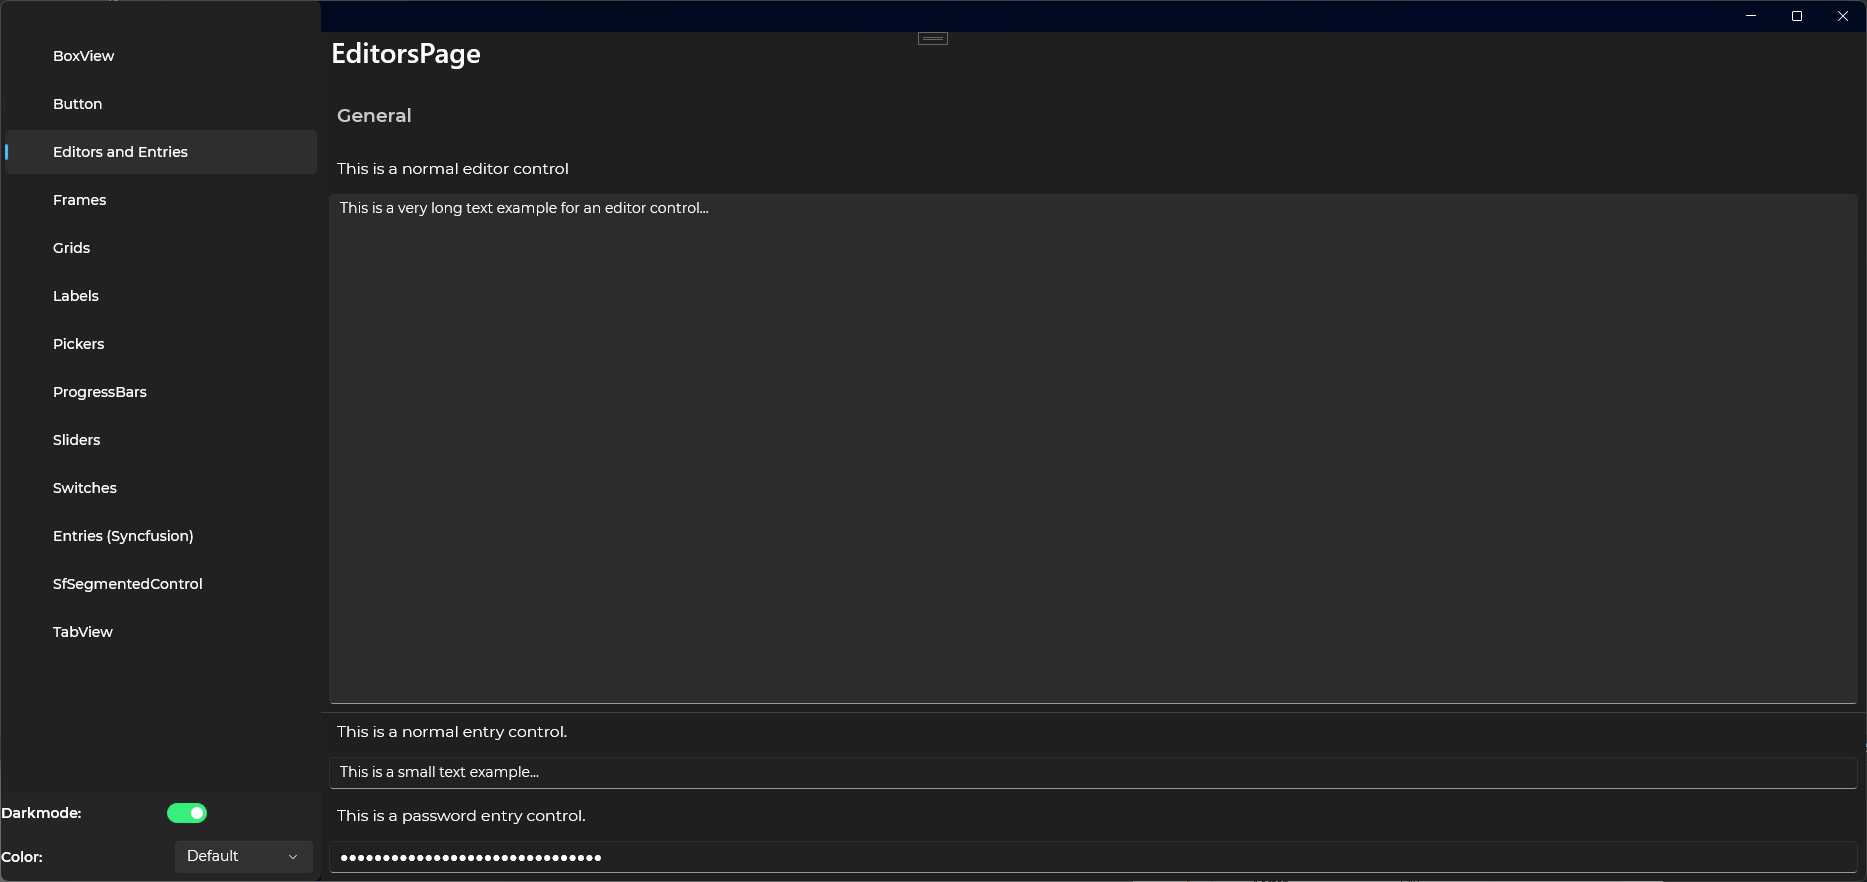 BoxView
Button
Editors and Entries
Frames
Grids
Labels
Pickers
ProgressBars
Sliders
Switches
Entries (Syncfusion)
SfSegmentedControl
TabView
Darkmode:
Color:
Default
EditorsPage
General
This is a normal editor control
This is a very long text example for an editor control...
This is a normal entry control.
This is a small text example...
This is a password entry control.
●●●●●●●●●●●●●●●●●●●●●●●●●●●●●●●